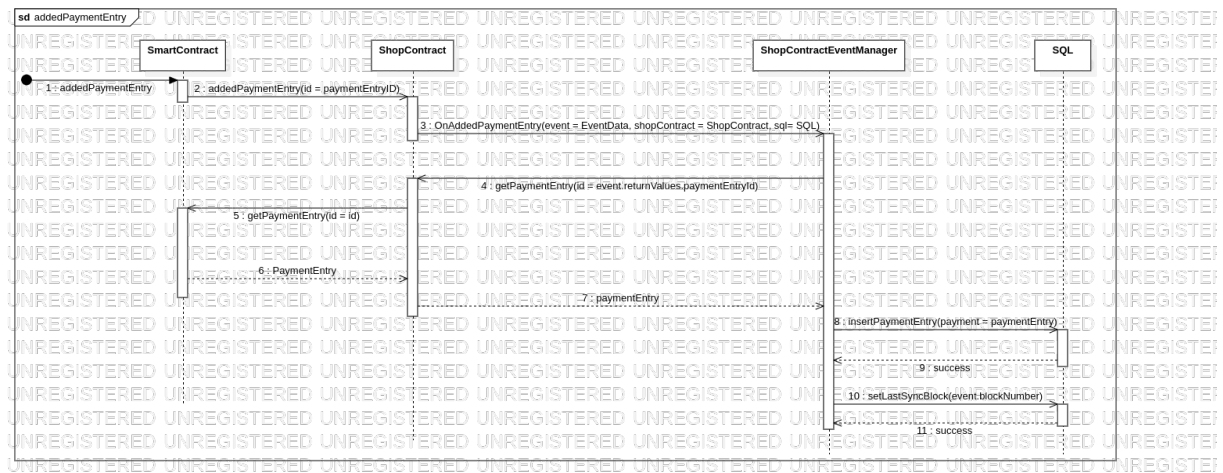 sd addedPaymentEntry
SmartContract
ShopContract
ShopContractEventManager
SQL
1 : addedPaymentEntry
2 : addedPaymentEntry(id = paymentEntryID)
3 : OnAddedPaymentEntry(event = EventData, shopContract = ShopContract, sql= SQL)
4 : getPaymentEntry(id = event.returnValues.paymentEntryId)
5 : getPaymentEntry(id = id)
6 : PaymentEntry
7 : paymentEntry
8 : insertPaymentEntry(payment = paymentEntry)
9 : success
10 : setLastSyncBlock(event.blockNumber)
11 : success
UNREGISTERED UNREGISTERED UNREGISTERED UNREGISTERED UNREGISTERED UNREGISTERED UNREGISTERED